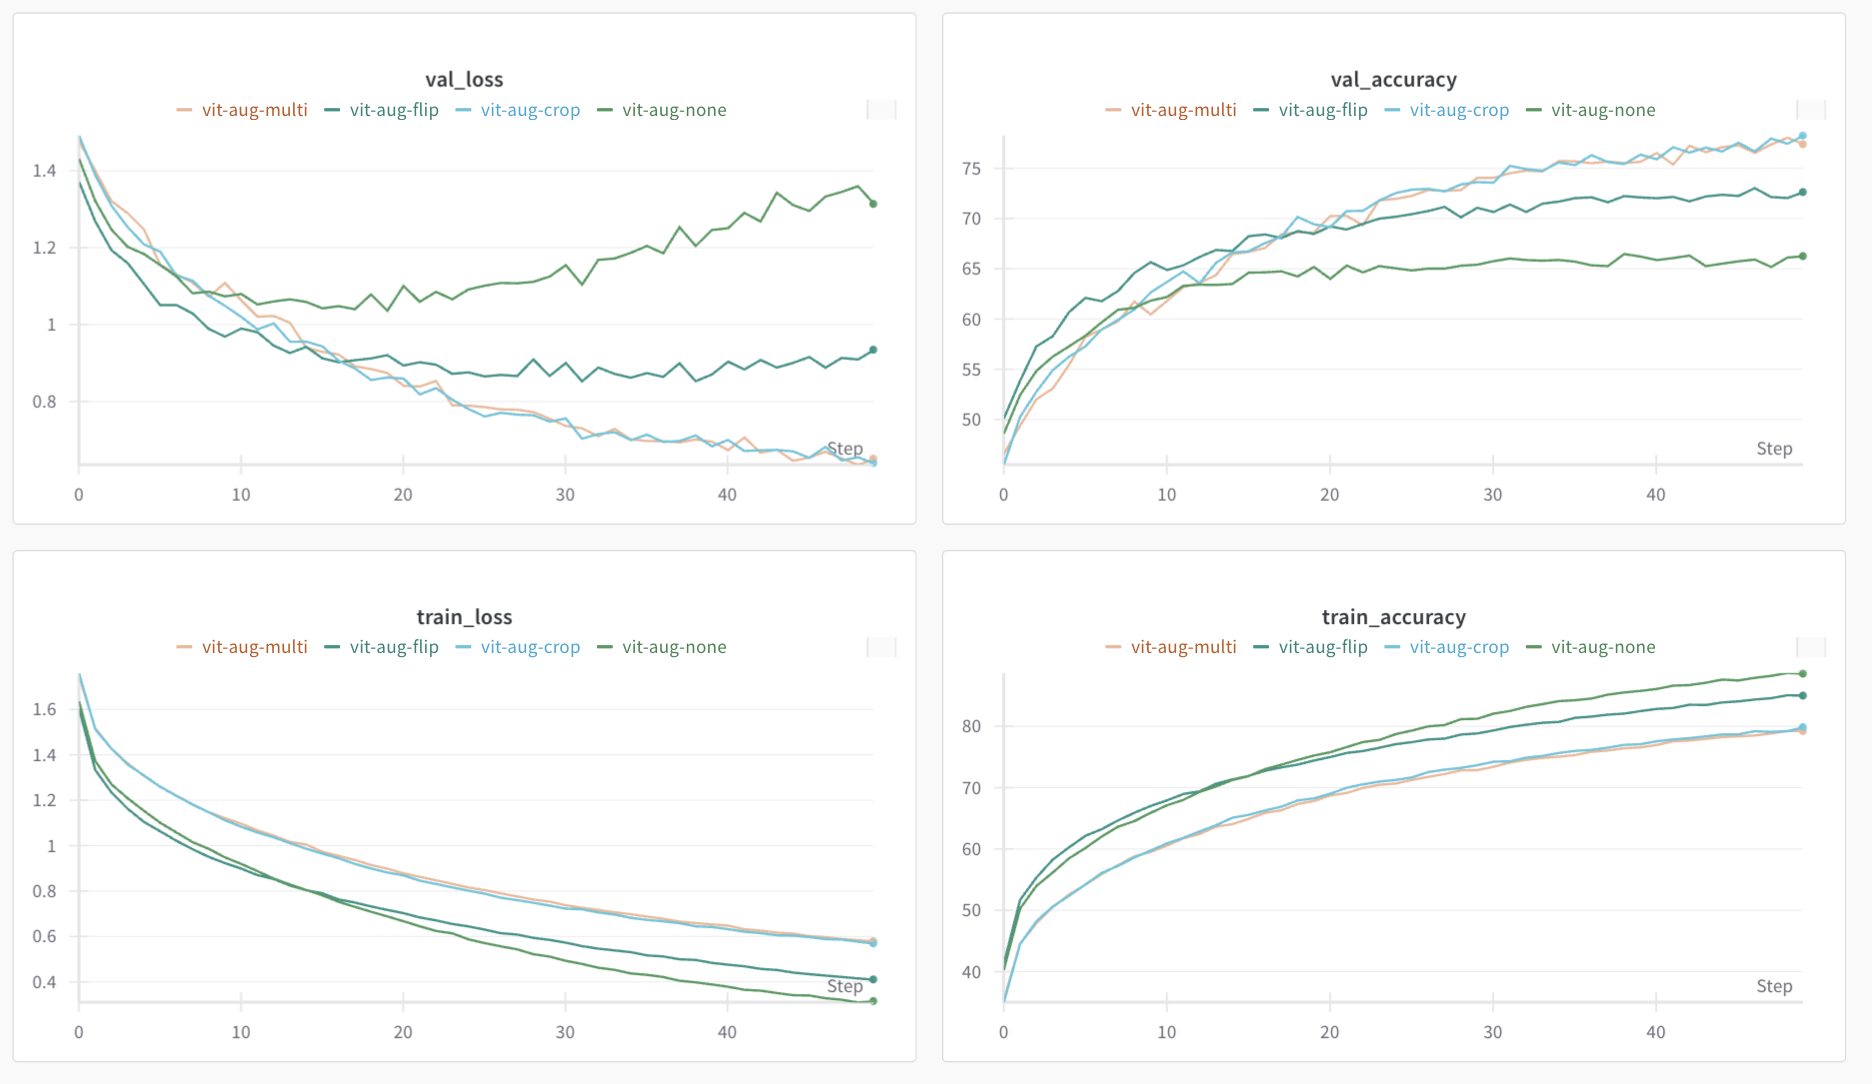 val_loss
vit-aug-multi vit-aug-flip vit-aug-crop vit-aug-none
1.4
1.2
1
0.8
Step
0 10 20 30 40
val_accuracy
vit-aug-multi vit-aug-flip vit-aug-crop vit-aug-none
75
70
65
60
55
50
Step
0 10 20 30 40
train_loss
vit-aug-multi vit-aug-flip vit-aug-crop vit-aug-none
1.6
1.4
1.2
1
0.8
0.6
0.4
Step
0 10 20 30 40
train_accuracy
vit-aug-multi vit-aug-flip vit-aug-crop vit-aug-none
80
70
60
50
40
Step
0 10 20 30 40